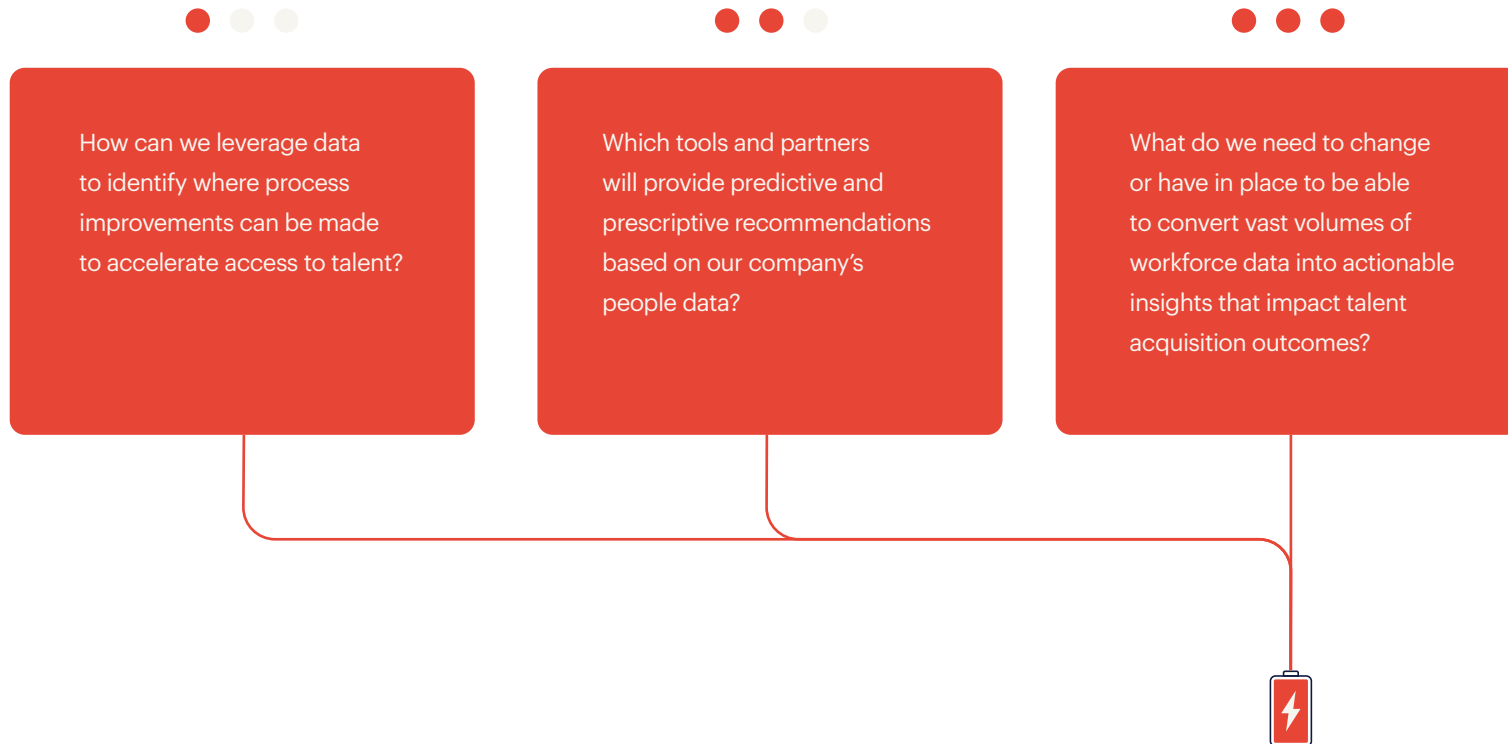 How can we leverage data
to identify where process
improvements can be made
to accelerate access to talent?
Which tools and partners
will provide predictive and
prescriptive recommendations
based on our company’s
people data?
What do we need to change
or have in place to be able
to convert vast volumes of
workforce data into actionable
insights that impact talent
acquisition outcomes?